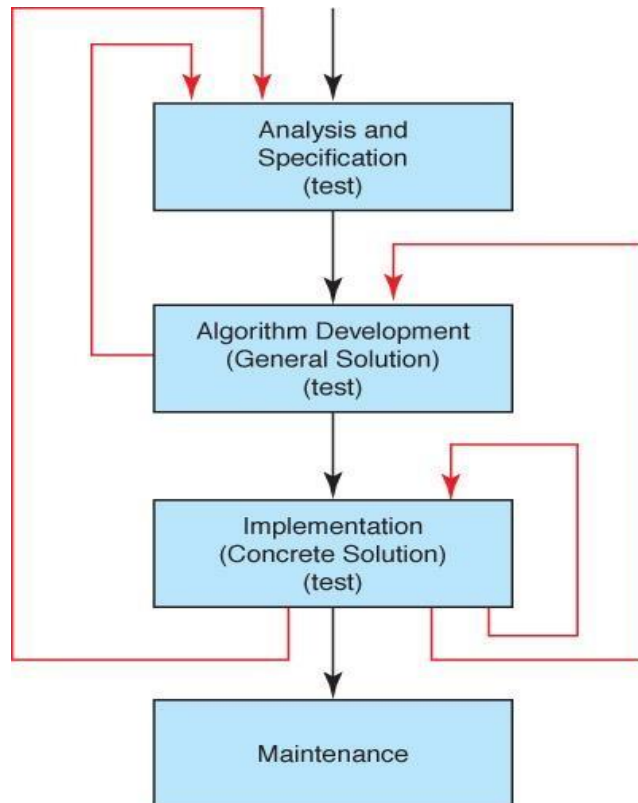 Analysis and
Specification
(test)
Algorithm Development
(General Solution)
(test)
Implementation
(Concrete Solution)
(test)
Maintenance